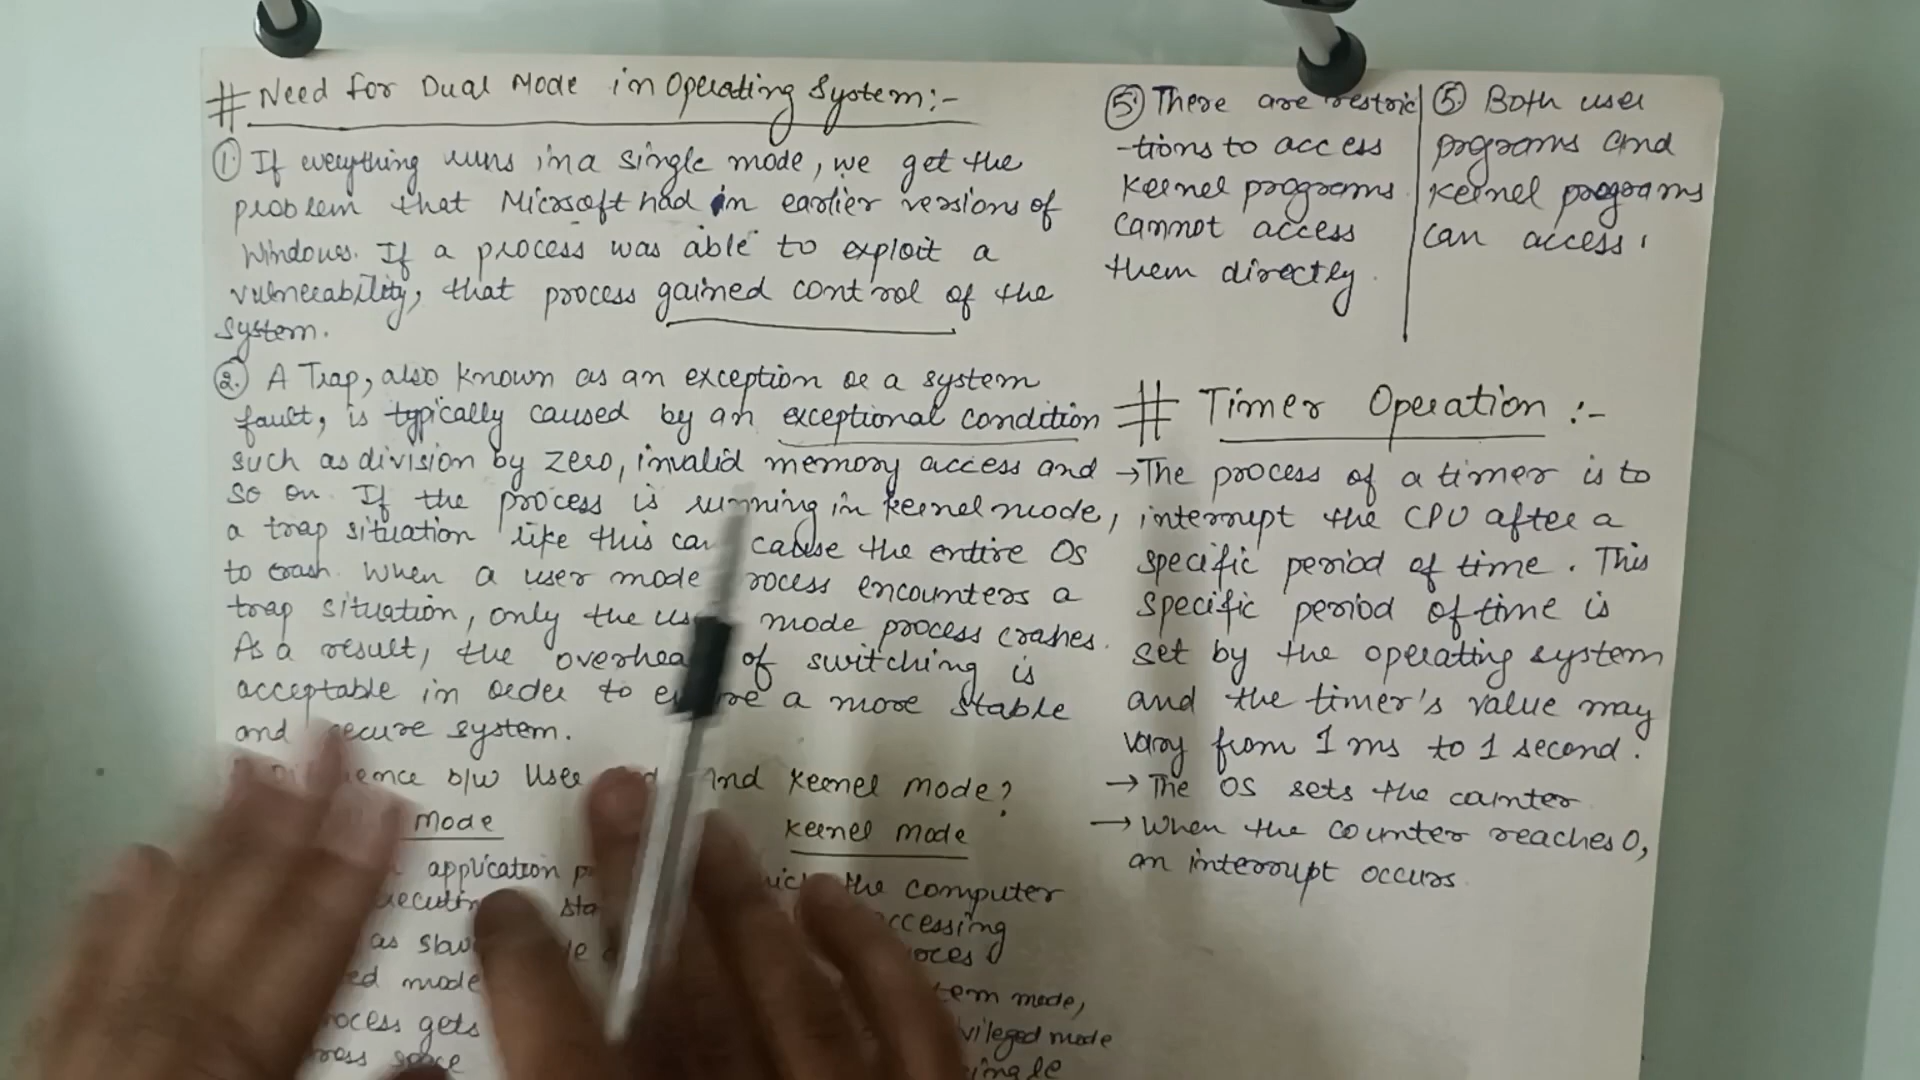 # Need for Dual Mode in Operating System:-
① If everything runs in a single mode, we get the
problem that Microsoft had in earlier versions of
Windows. If a process was able to exploit a
vulnerability, that process gained control of the
system.
②. A Trap, also known as an exception or a system
fault, is typically caused by an exceptional condition
such as division by zero, invalid memory access and
so on. If the process is running in kernel mode,
a trap situation like this can cause the entire OS
to crash. When a user mode process encounters a
trap situation, only the user mode process crashes.
As a result, the overhead of switching is
acceptable in order to ensure a more stable
and secure system.
b/w User and kernel mode?
mode
kernel mode
application
the computer
as
mode
mode,
gets
mode
space
⑤ There are restric
-tions to access
kernel programs
cannot access
them directly.
⑤ Both user
prgrams and
kernel programs
can access.
# Timer Operation :-
→The process of a timer is to
interrupt the CPU after a
specific period of time. This
specific period of time is
set by the operating system
and the timer's value may
vary from 1 ms to 1 second.
→ The OS sets the counter
→ When the counter reaches 0,
an interrupt occurs.